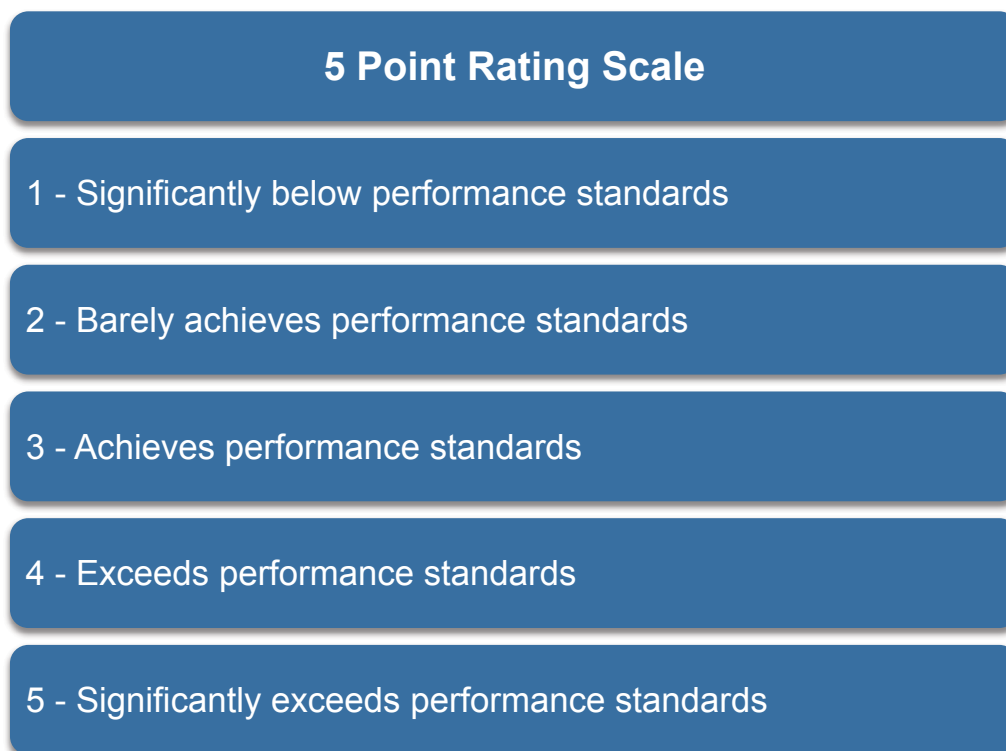 5 Point Rating Scale
1 - Significantly below performance standards
2 - Barely achieves performance standards
3 - Achieves performance standards
4 - Exceeds performance standards
5 - Significantly exceeds performance standards